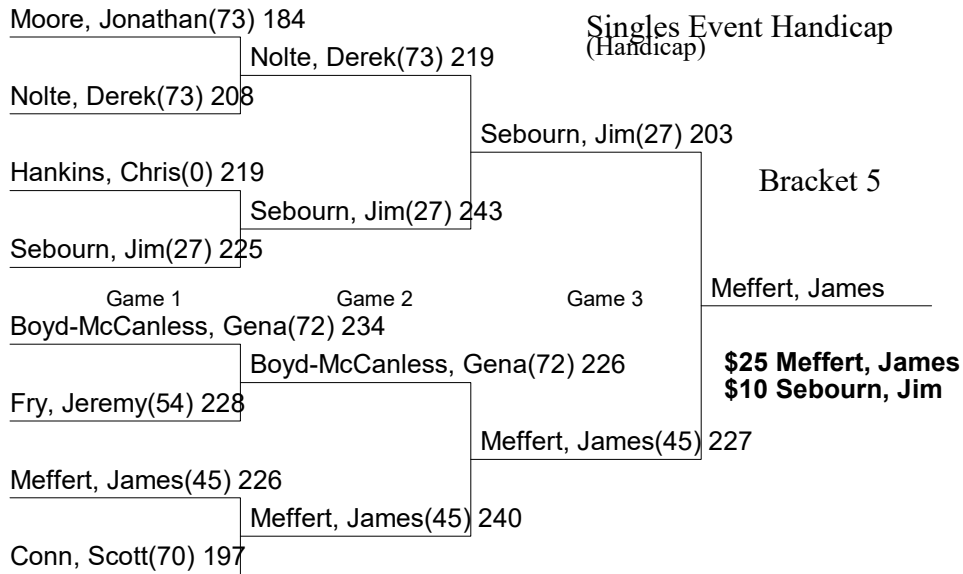 Moore, Jonathan(73) 184
Singles Event Handicap
(Handicap)
Nolte, Derek(73) 219
Nolte, Derek(73) 208
Sebourn, Jim(27) 203
Hankins, Chris(0) 219
Bracket 5
Sebourn, Jim(27) 243
Sebourn, Jim(27) 225
Game 1
Game 2
Game 3
Meffert, James
Boyd-McCanless, Gena(72) 234
Boyd-McCanless, Gena(72) 226
$25 Meffert, James
$10 Sebourn, Jim
Fry, Jeremy(54) 228
Meffert, James(45) 227
Meffert, James(45) 226
Meffert, James(45) 240
Conn, Scott(70) 197